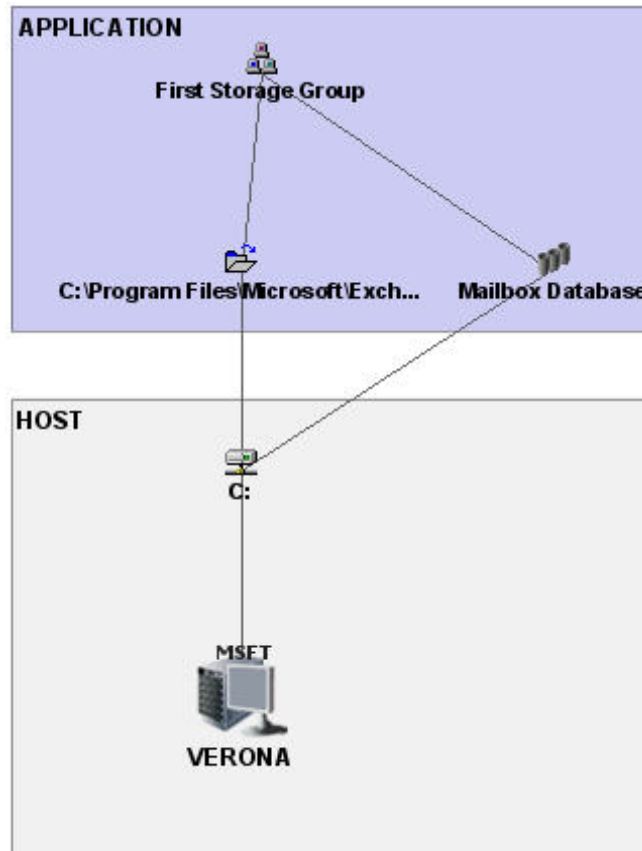 APPLICATION
First Storage Group
C:\Program Files\Microsoft\Exch...
Mailbox Database
HOST
C:
MSFT
VERONA